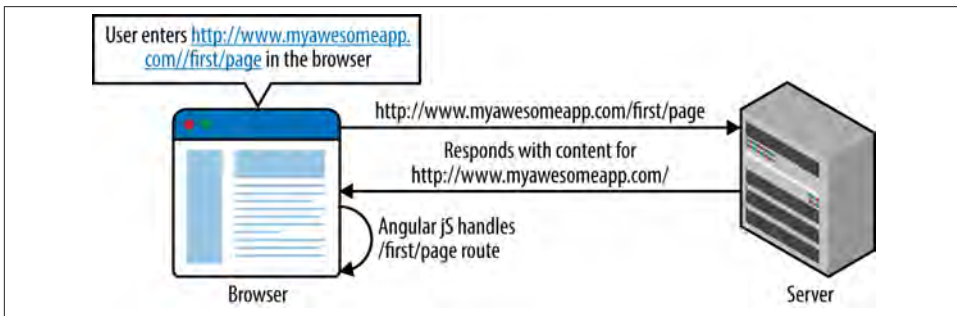 User enters http://www.myawesomeapp.
com//first/page in the browser
http://www.myawesomeapp.com/first/page
Responds with content for
http://www.myawesomeapp.com/
Angular jS handles
/first/page route
Browser
Server